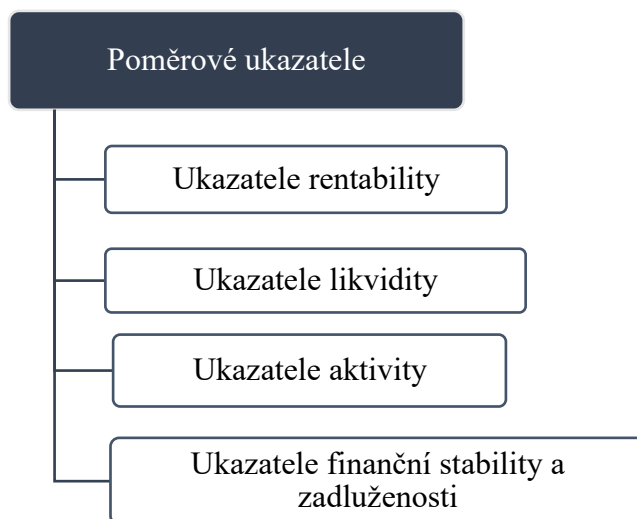 Poměrové ukazatele
Ukazatele rentability
Ukazatele likvidity
Ukazatele aktivity
Ukazatele finanční stability a
zadluženosti